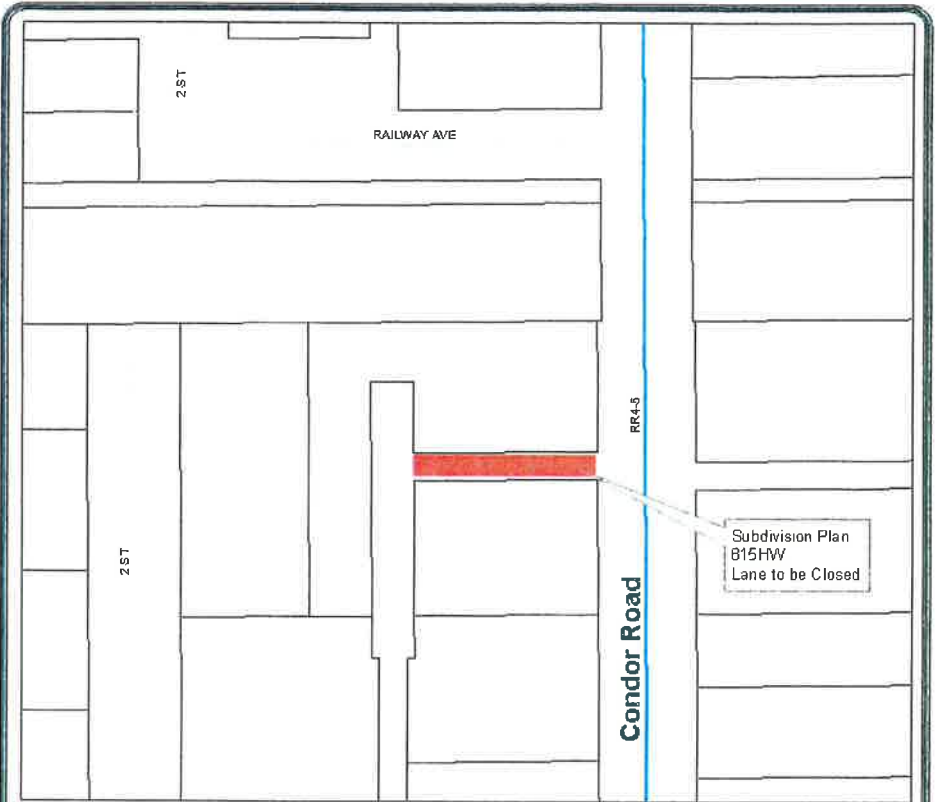 2 ST
RAILWAY AVE
RR4-5
2 ST
Subdivision Plan
815HW
Lane to be Closed
Condor Road